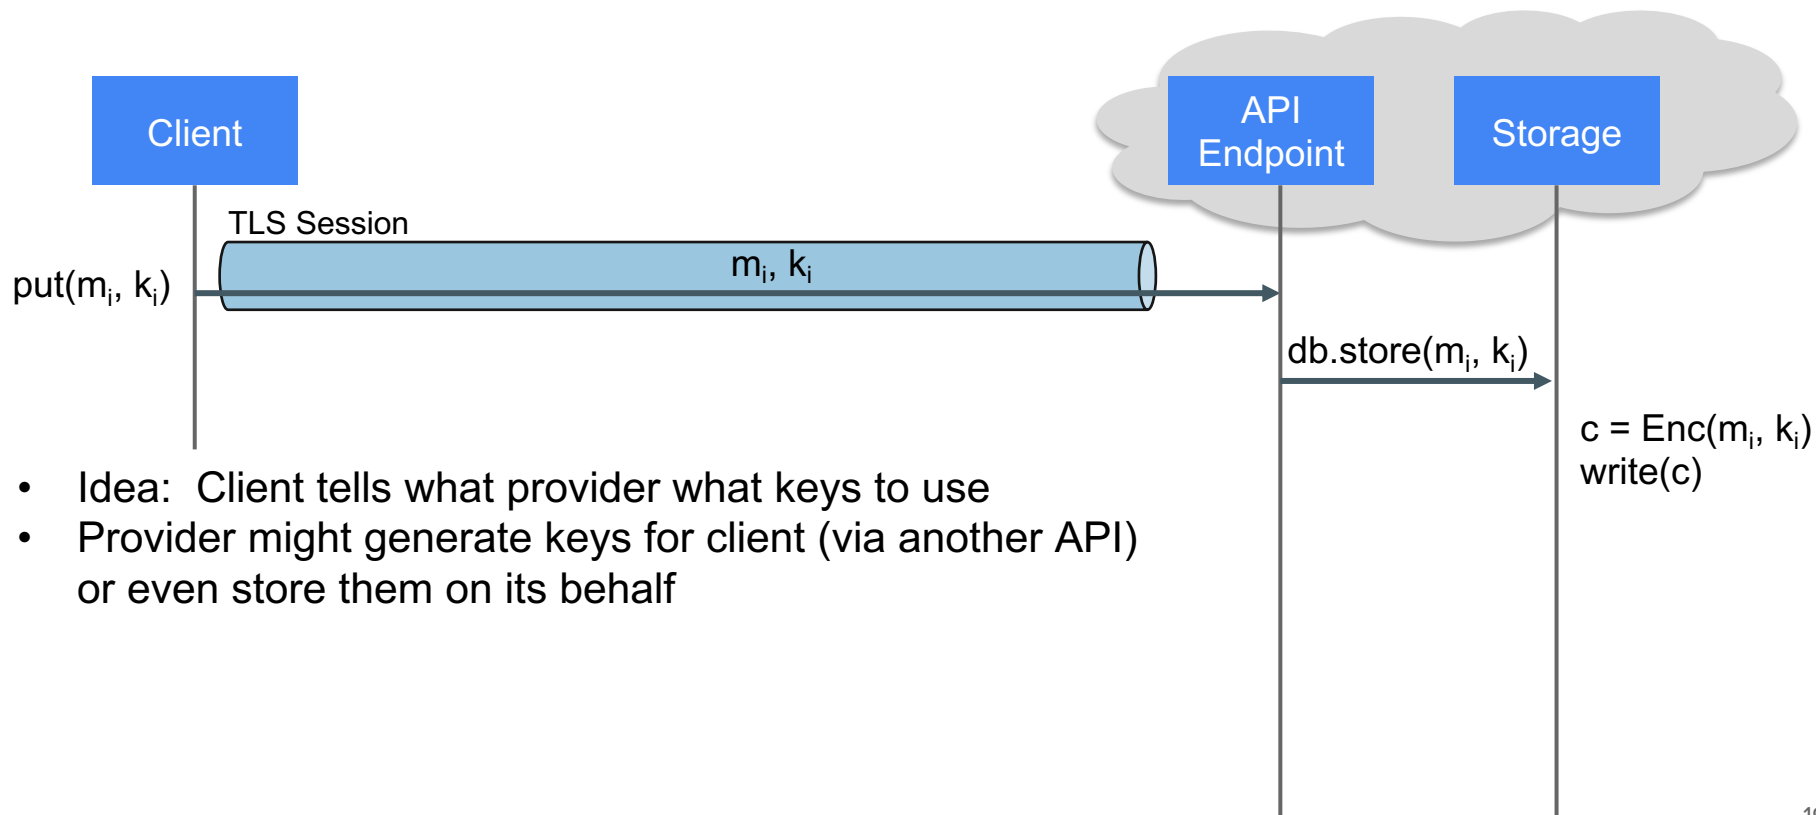 Client
API
Endpoint
Storage
TLS Session
put(mᵢ, kᵢ)
mᵢ, kᵢ
db.store(mᵢ, kᵢ)
c = Enc(mᵢ, kᵢ)
write(c)
• Idea:  Client tells what provider what keys to use
• Provider might generate keys for client (via another API)
or even store them on its behalf